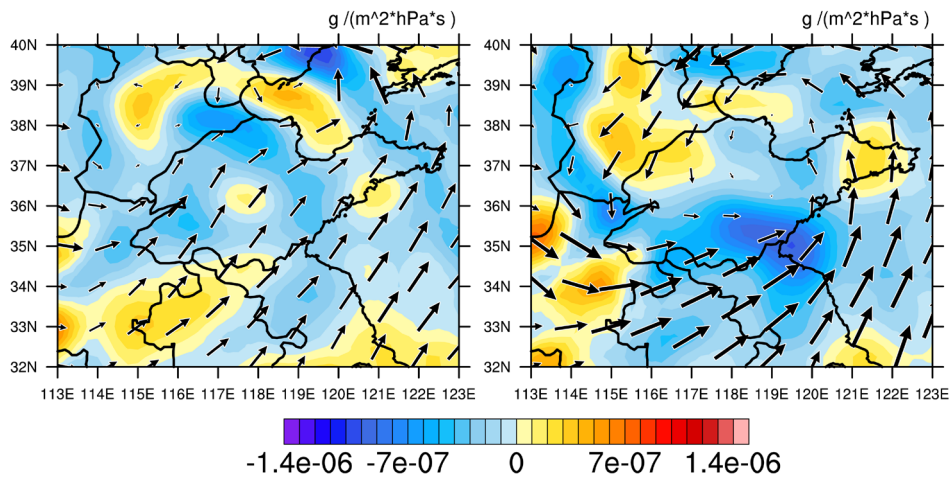 g /(m^2*hPa*s )
g /(m^2*hPa*s )
40N
39N
38N
37N
36N
35N
34N
33N
32N
113E 114E 115E 116E 117E 118E 119E 120E 121E 122E 123E
40N
39N
38N
37N
36N
35N
34N
33N
32N
113E 114E 115E 116E 117E 118E 119E 120E 121E 122E 123E
-1.4e-06 -7e-07 0 7e-07 1.4e-06